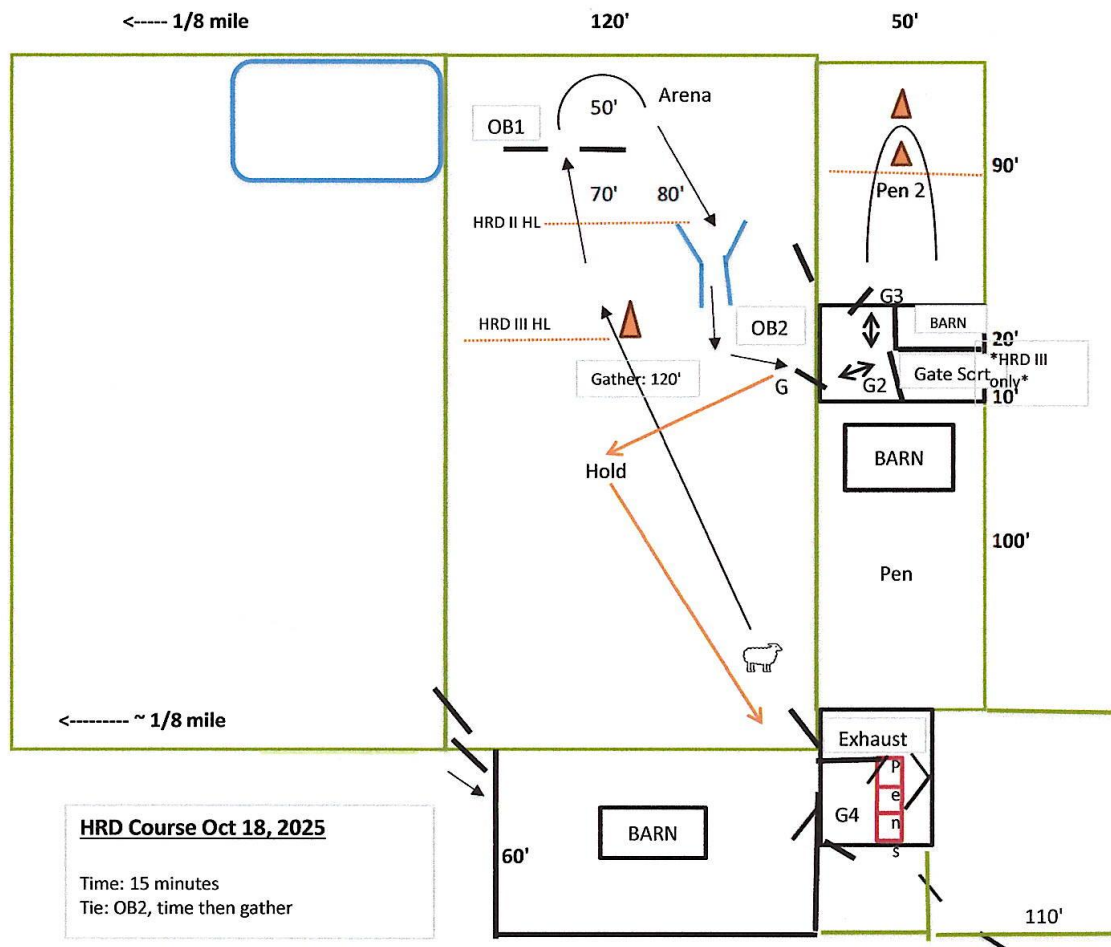 <----- 1/8 mile
120'
50'
50'
Arena
OB1
90'
70'
80'
Pen 2
HRD II HL
G3
BARN
OB2
20'
HRD III HL
*HRD III
only*
Gate Sort
Gather: 120'
G
G2
10'
BARN
Hold
100'
Pen
<--------- ~ 1/8 mile
Exhaust
Pens
G4
HRD Course Oct 18, 2025
BARN
60'
Time: 15 minutes
Tie: OB2, time then gather
110'